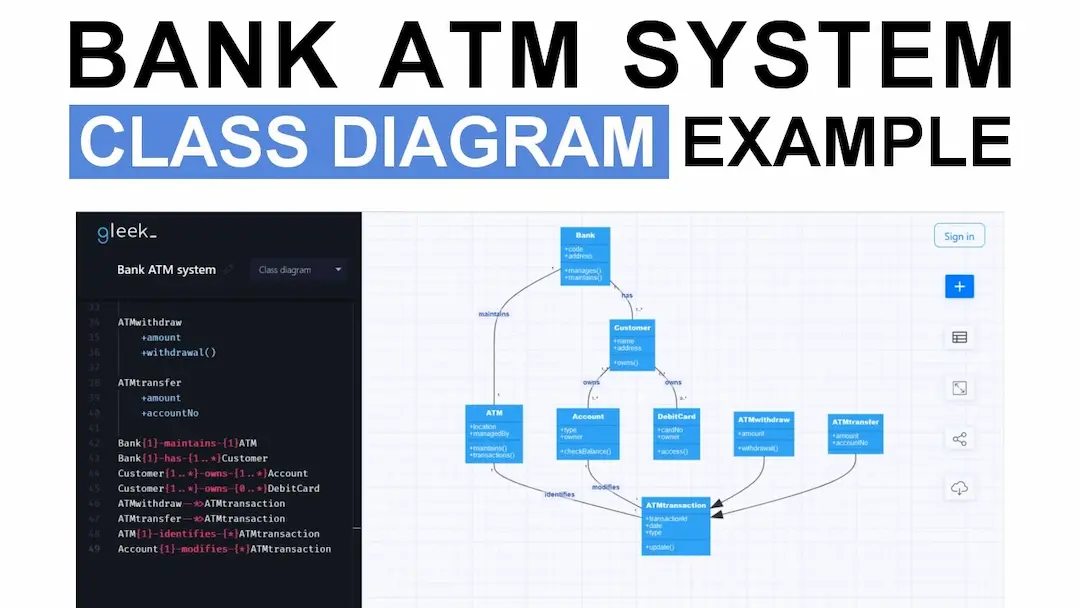 BANK ATM SYSTEM
CLASS DIAGRAM EXAMPLE
gleek_
Bank ATM system
Class diagram
33
34 ATMwithdraw
35 +amount
36 +withdrawal()
37
38 ATMtransfer
39 +amount
40 +accountNo
41
42 Bank{1}-maintains-{1}ATM
43 Bank{1}-has-{1..*}Customer
44 Customer{1..*}-owns-{1..*}Account
45 Customer{1..*}-owns-{0..*}DebitCard
46 ATMwithdraw--*>ATMtransaction
47 ATMtransfer--*>ATMtransaction
48 ATM{1}-identifies-{*}ATMtransaction
49 Account{1}-modifies-{*}ATMtransaction
Sign in
+
Bank
+code
+address
+manages()
+maintains()
maintains
has
Customer
+name
+address
+owns()
owns
owns
ATM
+location
+managedBy
+maintains()
+transactions()
Account
+type
+owner
+checkBalance()
DebitCard
+cardNo
+owner
+access()
ATMwithdraw
+amount
+withdrawal()
ATMtransfer
+amount
+accountNo
identifies
modifies
ATMtransaction
+transactionId
+date
+type
+update()